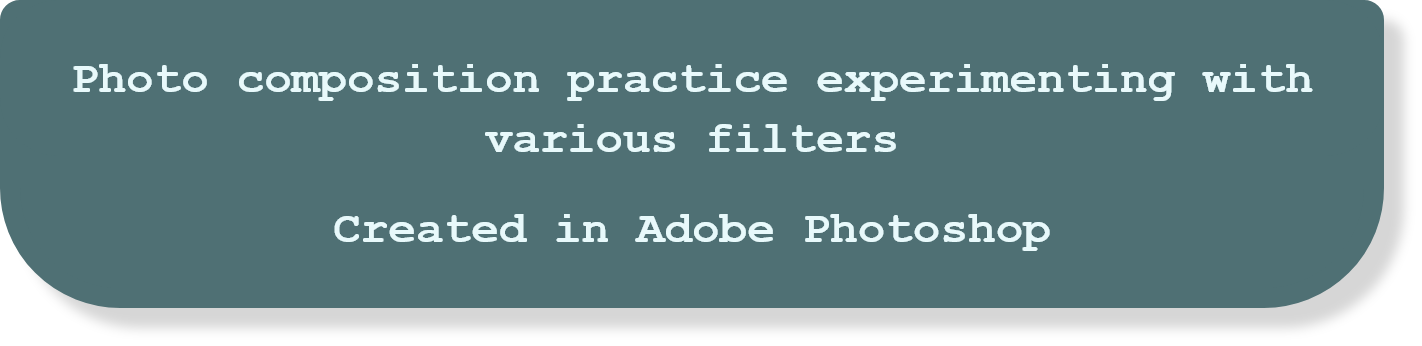 Photo composition practice experimenting with
various filters
Created in Adobe Photoshop